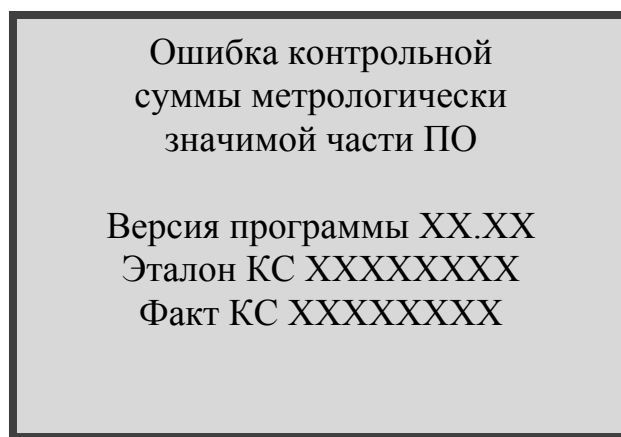 Ошибка контрольной
суммы метрологически
значимой части ПО
Версия программы XX.XX
Эталон КС XXXXXXXX
Факт КС XXXXXXXX